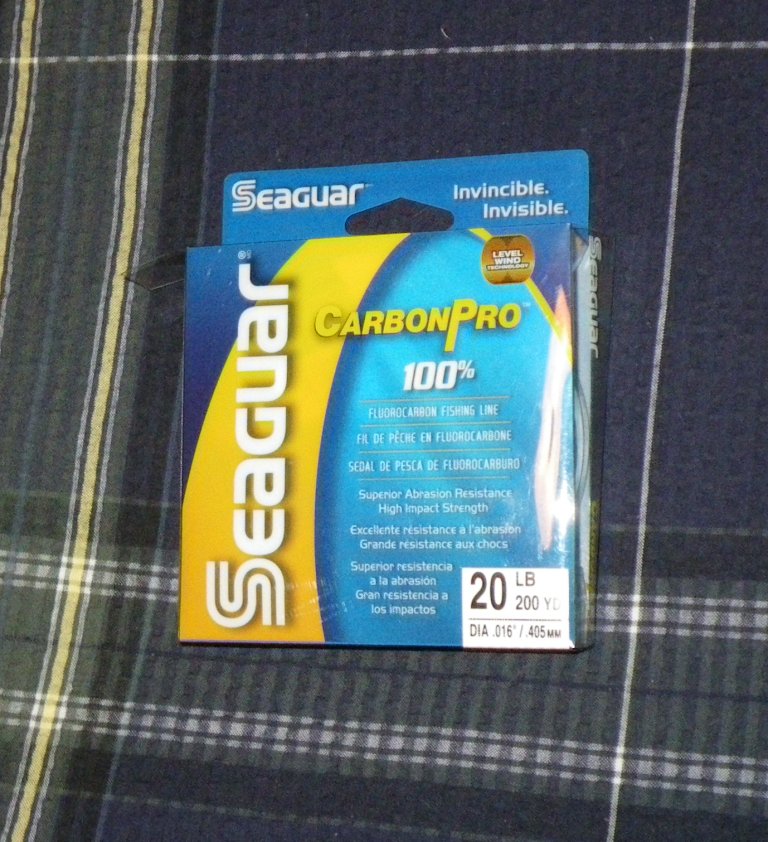 Seaguar™
Invincible.
Invisible.
Seaguar®
LEVEL
WIND
TECHNOLOGY
CarbonPro™
100%
FLUOROCARBON FISHING LINE
FIL DE PÊCHE EN FLUOROCARBONE
SEDAL DE PESCA DE FLUOROCARBURO
Superior Abrasion Resistance
High Impact Strength
Excellente résistance à l'abrasion
Grande résistance aux chocs
Superior resistencia
a la abrasión
Gran resistencia a
los impactos
20 LB
200 YD
DIA .016" / .405MM
Seaguar